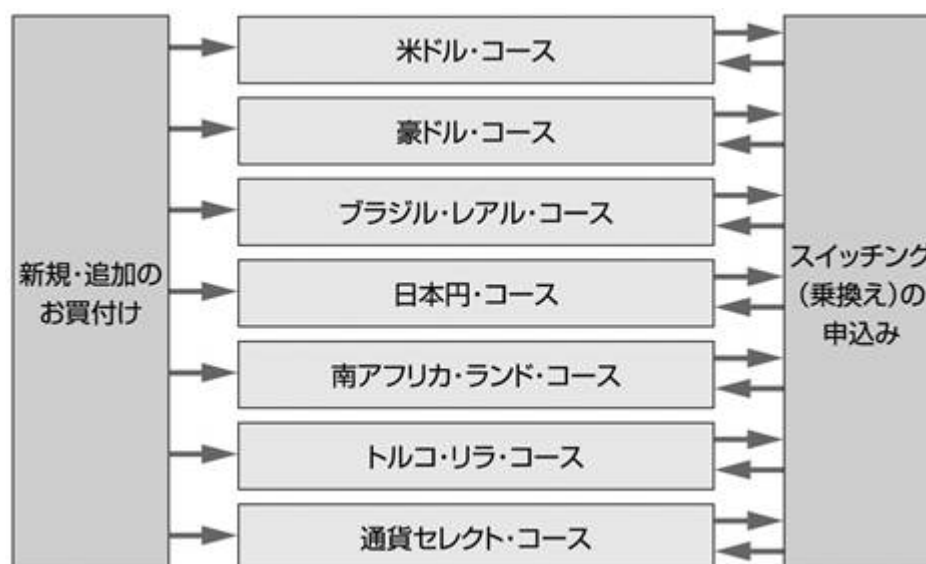 新規・追加の
お買付け
米ドル・コース
豪ドル・コース
ブラジル・レアル・コース
日本円・コース
南アフリカ・ランド・コース
トルコ・リラ・コース
通貨セレクト・コース
スイッチング
(乗換え)の
申込み